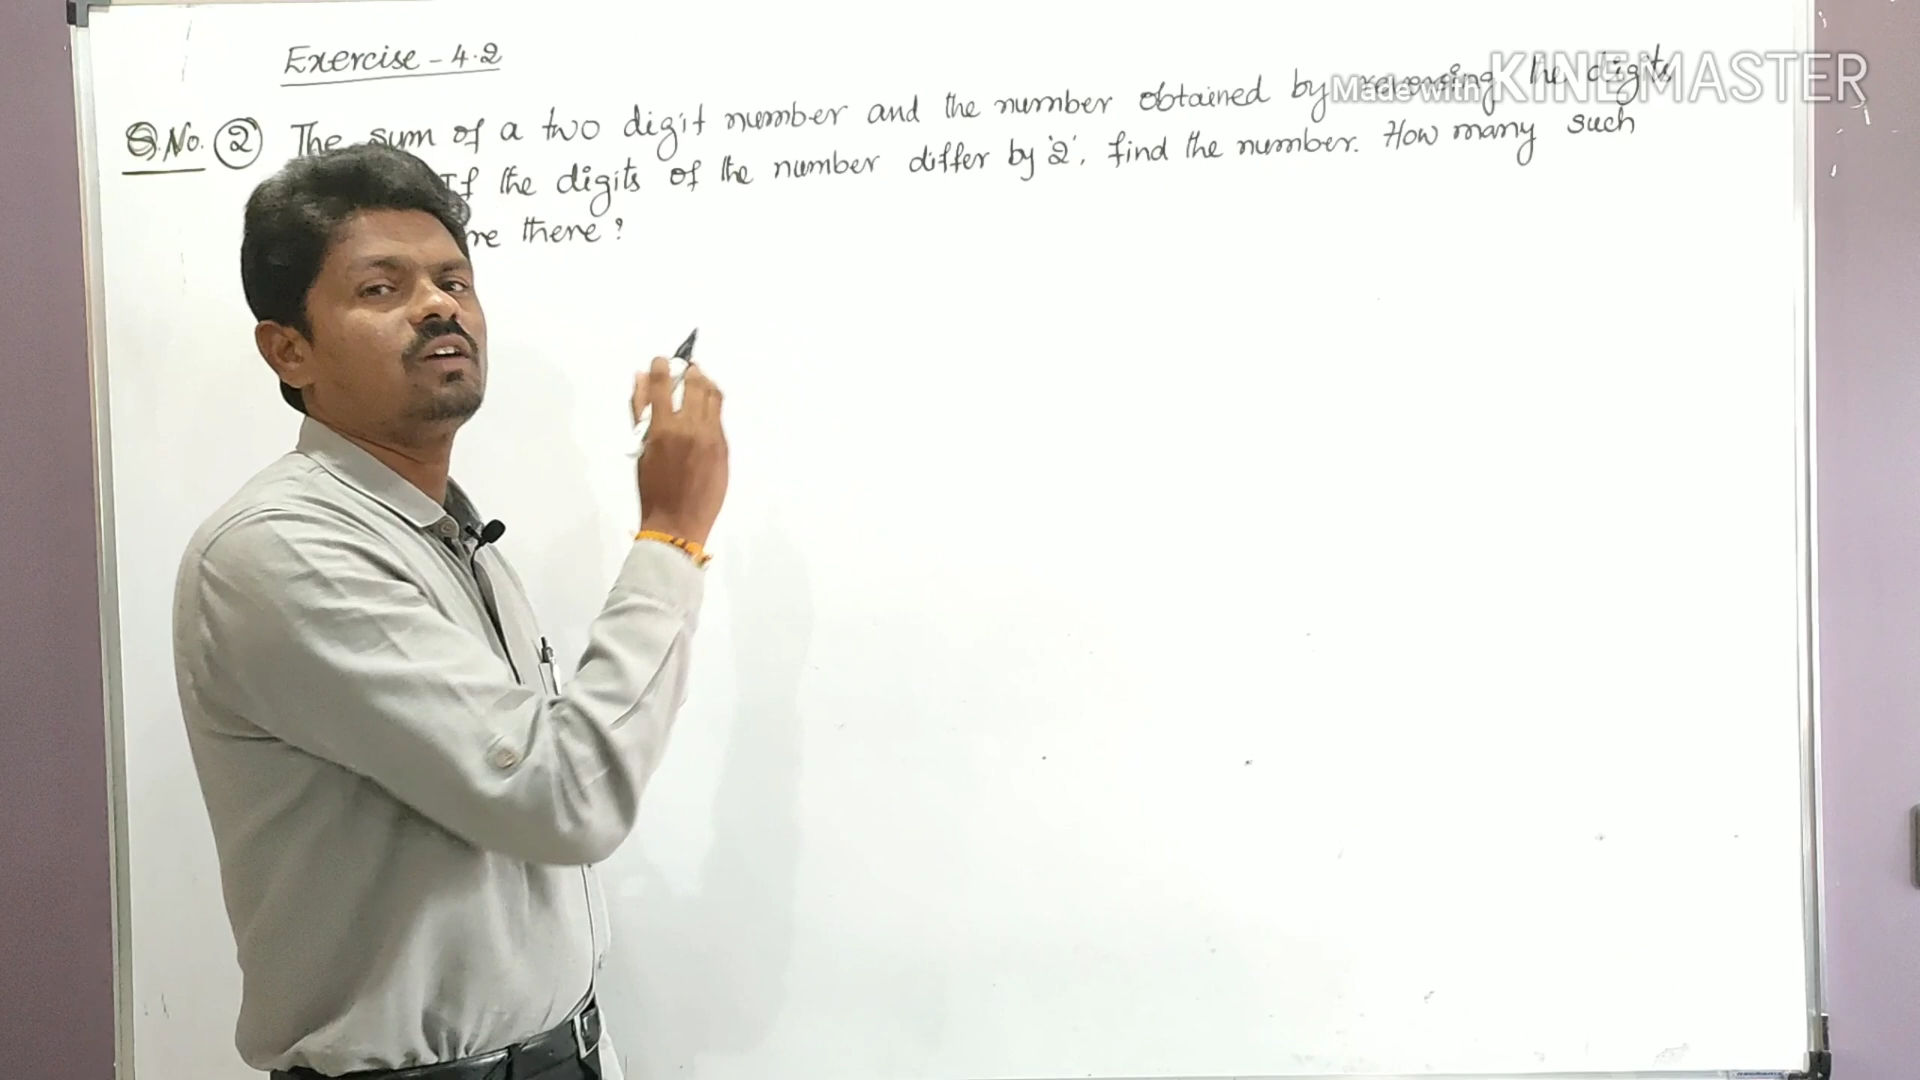 Exercise - 4.2
Made with KINEMASTER
Q.No. 2 The sum of a two digit number and the number obtained by reversing the digits
If the digits of the number differ by '2', find the number. How many such
there?